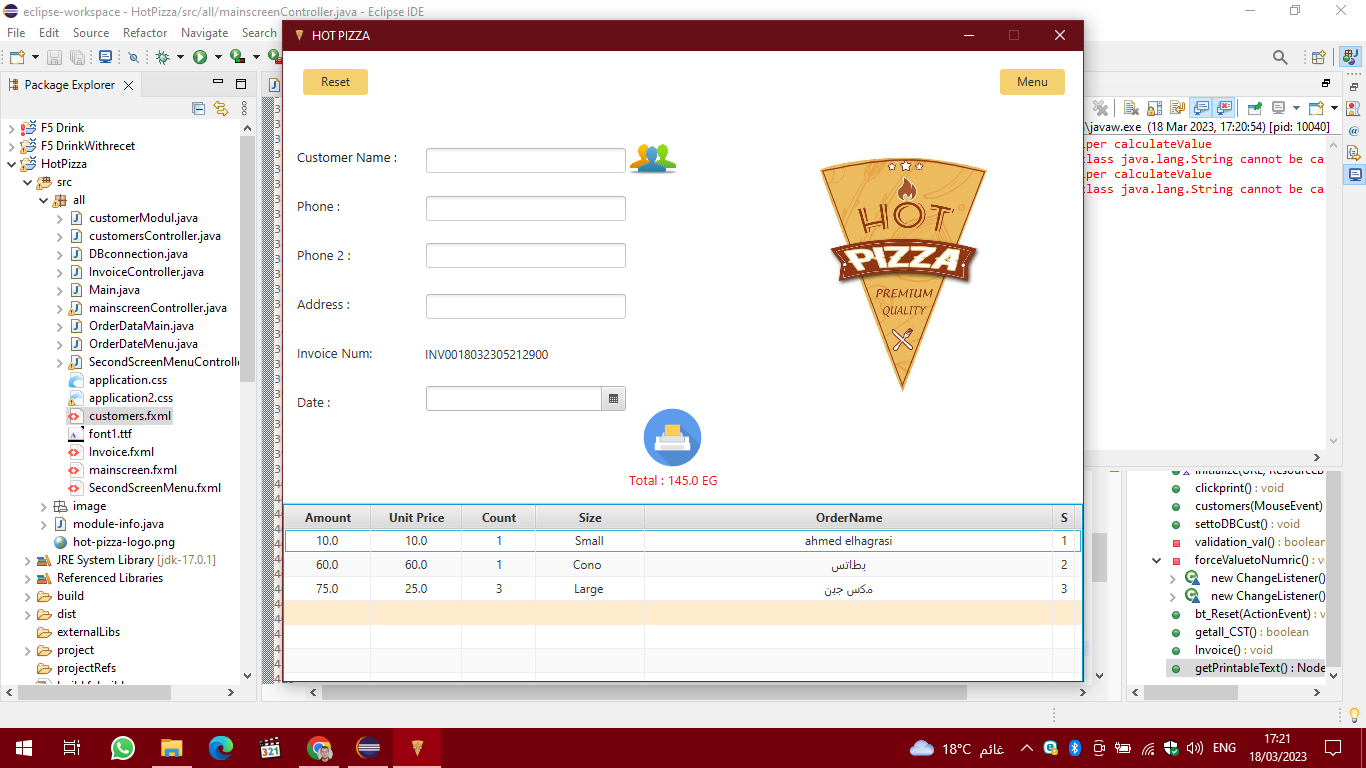 eclipse-workspace - HotPizza/src/all/mainscreenController.java - Eclipse IDE
File Edit Source Refactor Navigate Search
Package Explorer
F5 Drink
F5 DrinkWithrecet
HotPizza
src
all
customerModul.java
customersController.java
DBconnection.java
InvoiceController.java
Main.java
mainscreenController.java
OrderDataMain.java
OrderDateMenu.java
SecondScreenMenuControlle
application.css
application2.css
customers.fxml
font1.ttf
Invoice.fxml
mainscreen.fxml
SecondScreenMenu.fxml
image
module-info.java
hot-pizza-logo.png
JRE System Library [jdk-17.0.1]
Referenced Libraries
build
dist
externalLibs
project
projectRefs
HOT PIZZA
Reset
Menu
Customer Name :
Phone :
Phone 2 :
Address :
Invoice Num:
INV0018032305212900
Date :
HOT
PIZZA
PREMIUM
QUALITY
Total : 145.0 EG
Amount Unit Price Count Size OrderName S
10.0 10.0 1 Small ahmed elhagrasi 1
60.0 60.0 1 Cono بطاتس 2
75.0 25.0 3 Large مكس جبن 3
\javaw.exe (18 Mar 2023, 17:20:54) [pid: 10040]
per calculateValue
class java.lang.String cannot be ca
per calculateValue
class java.lang.String cannot be ca
clickprint() : void
customers(MouseEvent)
settoDBCust() : void
validation_val() : boolean
forceValuetoNumric() :
new ChangeListener()
new ChangeListener()
bt_Reset(ActionEvent) : v
getall_CST() : boolean
Invoice() : void
getPrintableText() : Node
321
18°C غائم
ENG
17:21
18/03/2023